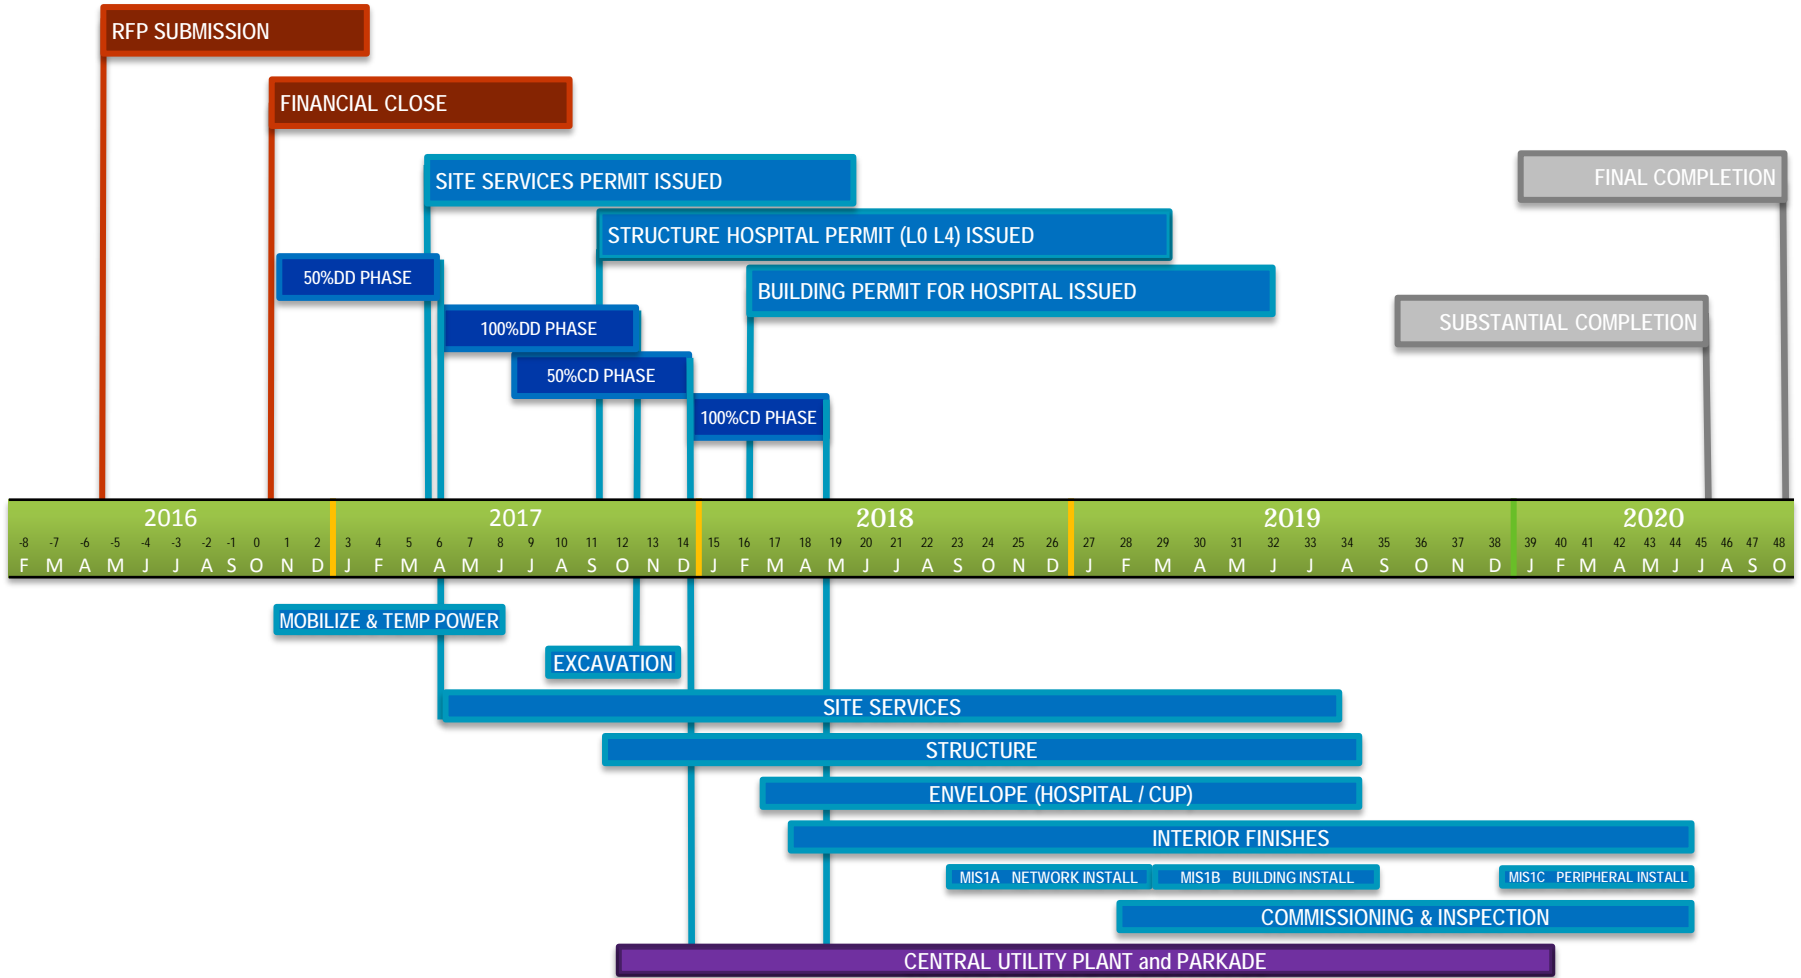 RFP SUBMISSION
FINANCIAL CLOSE
SITE SERVICES PERMIT ISSUED
FINAL COMPLETION
STRUCTURE HOSPITAL PERMIT (L0 L4) ISSUED
50%DD PHASE
BUILDING PERMIT FOR HOSPITAL ISSUED
100%DD PHASE
SUBSTANTIAL COMPLETION
50%CD PHASE
100%CD PHASE
2016 2017 2018 2019 2020
-8 -7 -6 -5 -4 -3 -2 -1 0 1 2 3 4 5 6 7 8 9 10 11 12 13 14 15 16 17 18 19 20 21 22 23 24 25 26 27 28 29 30 31 32 33 34 35 36 37 38 39 40 41 42 43 44 45 46 47 48
F M A M J J A S O N D J F M A M J J A S O N D J F M A M J J A S O N D J F M A M J J A S O N D J F M A M J J A S O
MOBILIZE & TEMP POWER
EXCAVATION
SITE SERVICES
STRUCTURE
ENVELOPE (HOSPITAL / CUP)
INTERIOR FINISHES
MIS1A NETWORK INSTALL MIS1B BUILDING INSTALL MIS1C PERIPHERAL INSTALL
COMMISSIONING & INSPECTION
CENTRAL UTILITY PLANT and PARKADE